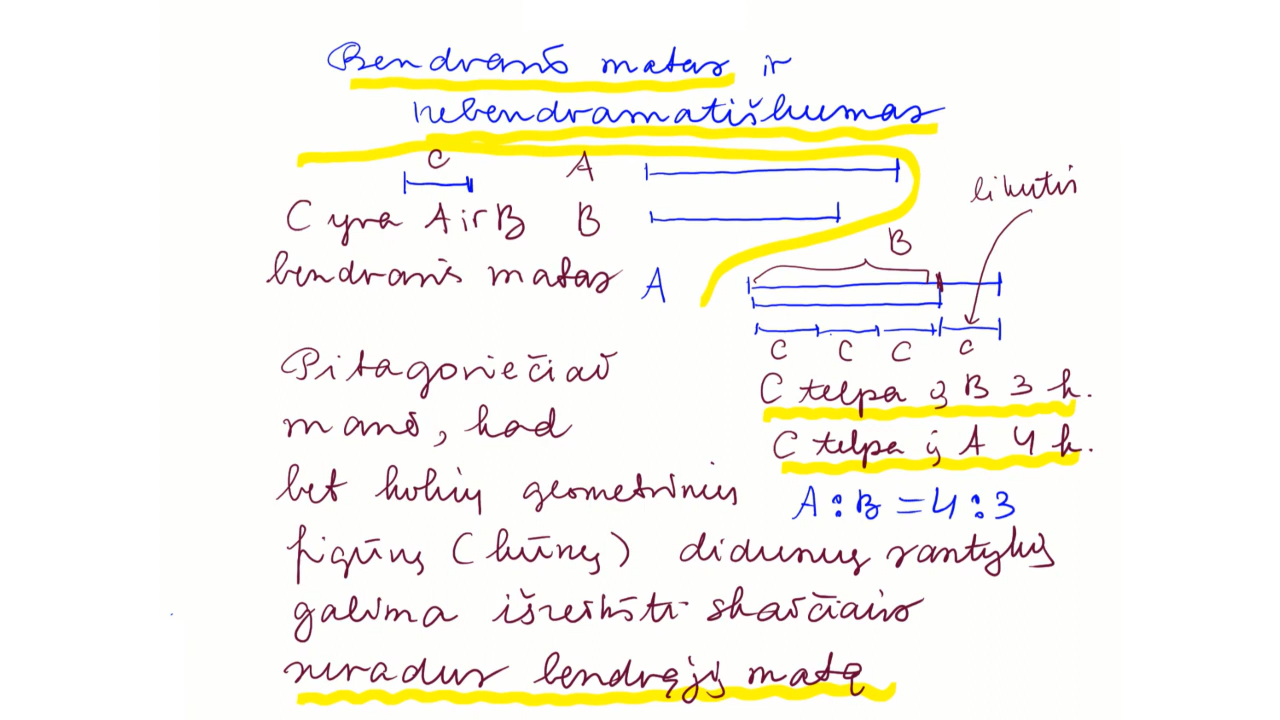 Bendrasis matas ir
nebendramatiškumas
C
A
C yra A ir B
B
bendrasis matas
A
B
likutis
C C C C
C telpa į B 3 k.
C telpa į A 4 k.
A : B = 4 : 3
Pitagoriečiai
manė, kad
bet kokių geometrinių
figūrų (kūnų) didumų santykį
galima išreikšti skaičiais
suradus bendrąjį matą